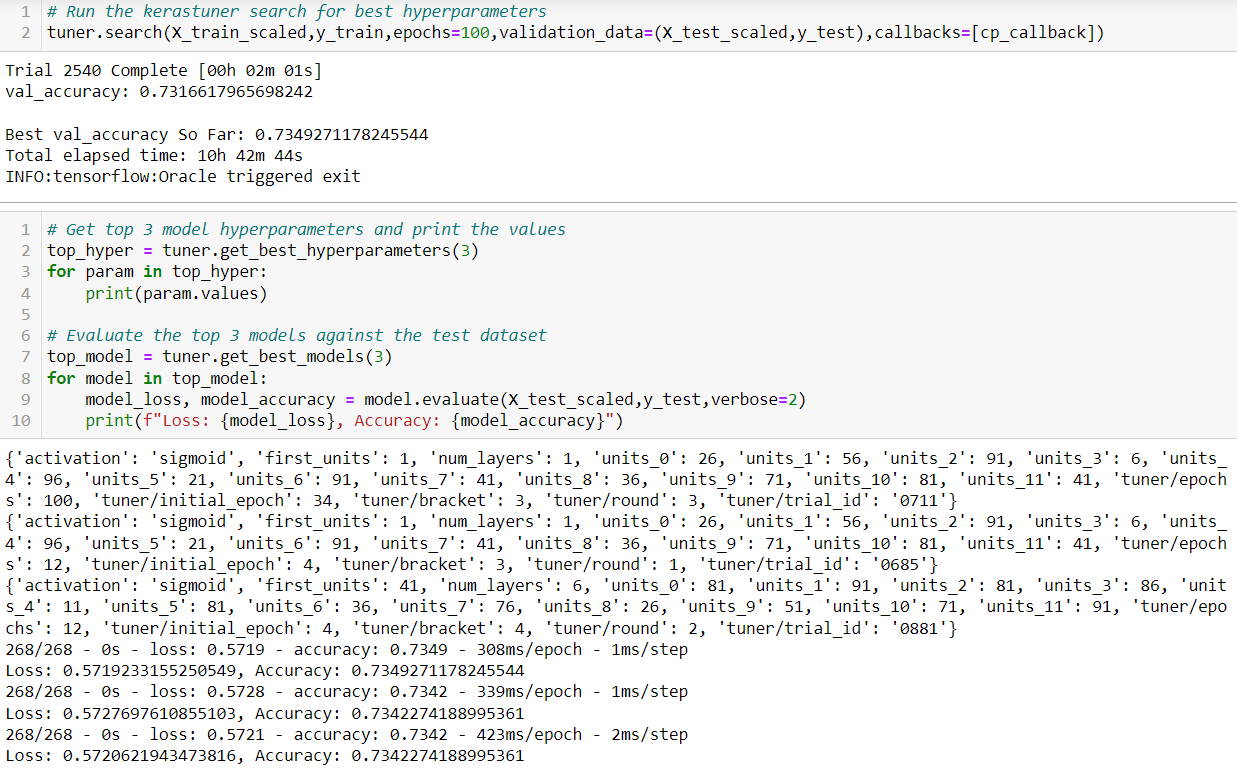 1 # Run the kerastuner search for best hyperparameters
2 tuner.search(X_train_scaled,y_train,epochs=100,validation_data=(X_test_scaled,y_test),callbacks=[cp_callback])
Trial 2540 Complete [00h 02m 01s]
val_accuracy: 0.7316617965698242
Best val_accuracy So Far: 0.7349271178245544
Total elapsed time: 10h 42m 44s
INFO:tensorflow:Oracle triggered exit
1 # Get top 3 model hyperparameters and print the values
2 top_hyper = tuner.get_best_hyperparameters(3)
3 for param in top_hyper:
4     print(param.values)
5
6 # Evaluate the top 3 models against the test dataset
7 top_model = tuner.get_best_models(3)
8 for model in top_model:
9     model_loss, model_accuracy = model.evaluate(X_test_scaled,y_test,verbose=2)
10     print(f"Loss: {model_loss}, Accuracy: {model_accuracy}")
{'activation': 'sigmoid', 'first_units': 1, 'num_layers': 1, 'units_0': 26, 'units_1': 56, 'units_2': 91, 'units_3': 6, 'units_
4': 96, 'units_5': 21, 'units_6': 91, 'units_7': 41, 'units_8': 36, 'units_9': 71, 'units_10': 81, 'units_11': 41, 'tuner/epoch
s': 100, 'tuner/initial_epoch': 34, 'tuner/bracket': 3, 'tuner/round': 3, 'tuner/trial_id': '0711'}
{'activation': 'sigmoid', 'first_units': 1, 'num_layers': 1, 'units_0': 26, 'units_1': 56, 'units_2': 91, 'units_3': 6, 'units_
4': 96, 'units_5': 21, 'units_6': 91, 'units_7': 41, 'units_8': 36, 'units_9': 71, 'units_10': 81, 'units_11': 41, 'tuner/epoch
s': 12, 'tuner/initial_epoch': 4, 'tuner/bracket': 3, 'tuner/round': 1, 'tuner/trial_id': '0685'}
{'activation': 'sigmoid', 'first_units': 41, 'num_layers': 6, 'units_0': 81, 'units_1': 91, 'units_2': 81, 'units_3': 86, 'unit
s_4': 11, 'units_5': 81, 'units_6': 36, 'units_7': 76, 'units_8': 26, 'units_9': 51, 'units_10': 71, 'units_11': 91, 'tuner/epo
chs': 12, 'tuner/initial_epoch': 4, 'tuner/bracket': 4, 'tuner/round': 2, 'tuner/trial_id': '0881'}
268/268 - 0s - loss: 0.5719 - accuracy: 0.7349 - 308ms/epoch - 1ms/step
Loss: 0.5719233155250549, Accuracy: 0.7349271178245544
268/268 - 0s - loss: 0.5728 - accuracy: 0.7342 - 339ms/epoch - 1ms/step
Loss: 0.5727697610855103, Accuracy: 0.7342274188995361
268/268 - 0s - loss: 0.5721 - accuracy: 0.7342 - 423ms/epoch - 2ms/step
Loss: 0.5720621943473816, Accuracy: 0.7342274188995361